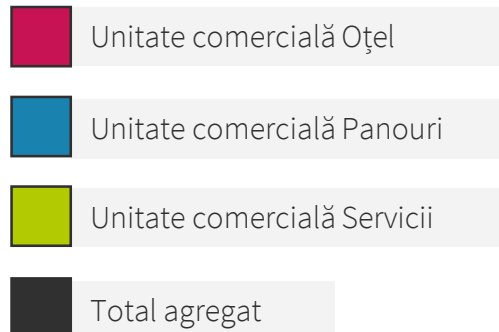 Unitate comercială Oțel
Unitate comercială Panouri
Unitate comercială Servicii
Total agregat